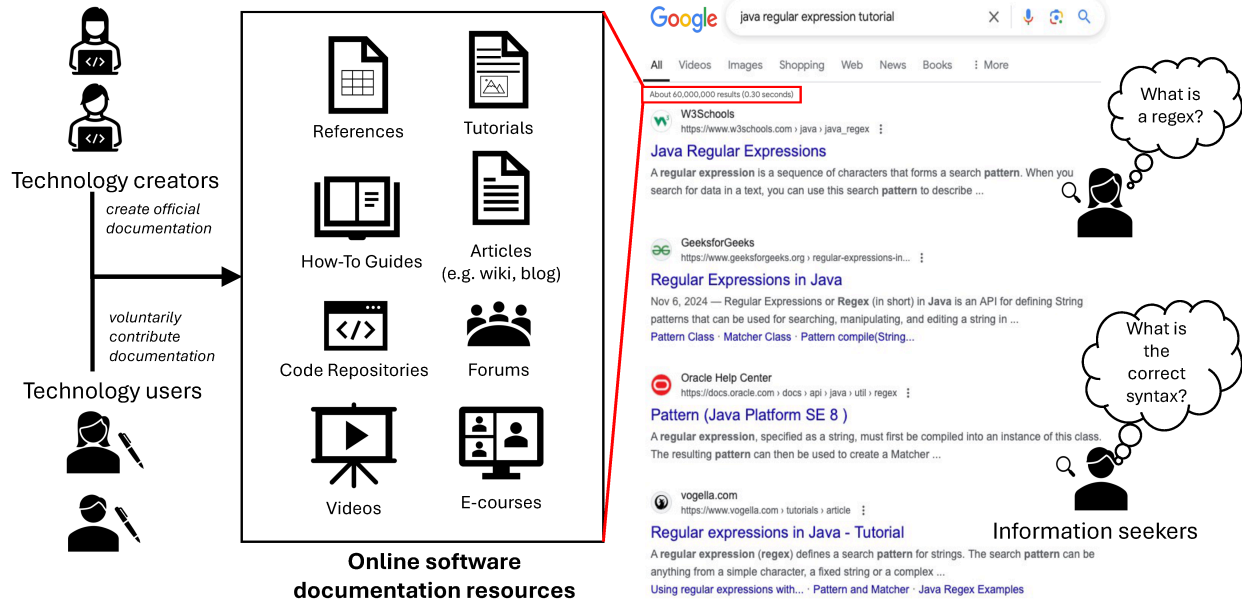 Technology creators
create official
documentation
voluntarily
contribute
documentation
Technology users
References
Tutorials
How-To Guides
Articles
(e.g. wiki, blog)
</>
Code Repositories
Forums
Videos
E-courses
Online software
documentation resources
Google
java regular expression tutorial
All Videos Images Shopping Web News Books ⋮ More
About 60,000,000 results (0.30 seconds)
W3Schools
https://www.w3schools.com › java › java_regex ⋮
Java Regular Expressions
A regular expression is a sequence of characters that forms a search pattern. When you
search for data in a text, you can use this search pattern to describe ...
GeeksforGeeks
https://www.geeksforgeeks.org › regular-expressions-in... ⋮
Regular Expressions in Java
Nov 6, 2024 — Regular Expressions or Regex (in short) in Java is an API for defining String
patterns that can be used for searching, manipulating, and editing a string in ...
Pattern Class · Matcher Class · Pattern compile(String...
Oracle Help Center
https://docs.oracle.com › docs › api › java › util › regex ⋮
Pattern (Java Platform SE 8 )
A regular expression, specified as a string, must first be compiled into an instance of this class.
The resulting pattern can then be used to create a Matcher ...
vogella.com
https://www.vogella.com › tutorials › article ⋮
Regular expressions in Java - Tutorial
A regular expression (regex) defines a search pattern for strings. The search pattern can be
anything from a simple character, a fixed string or a complex ...
Using regular expressions with... · Pattern and Matcher · Java Regex Examples
What is
a regex?
What is
the
correct
syntax?
Information seekers